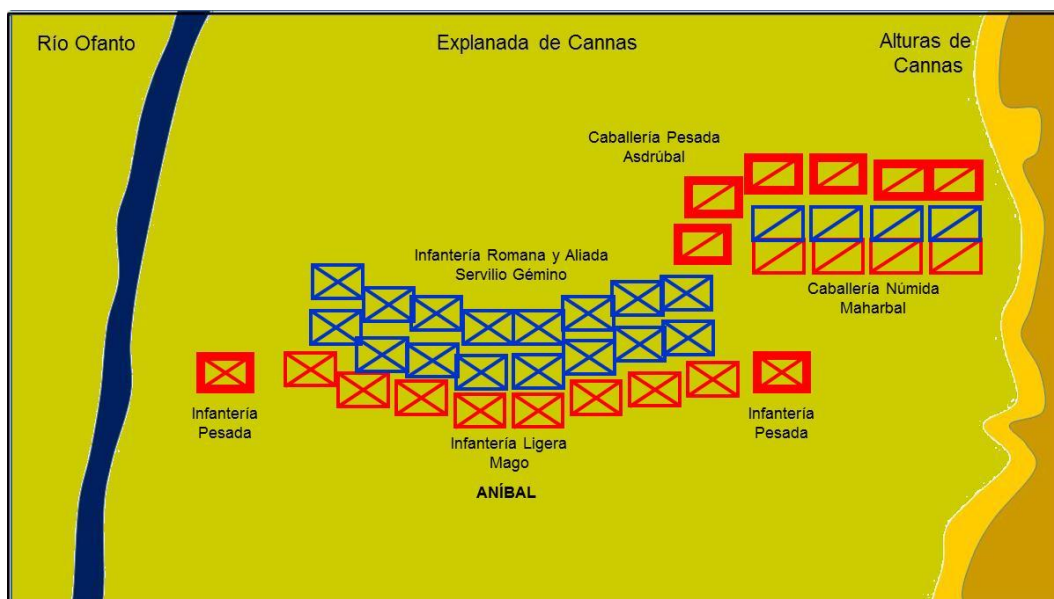 Río Ofanto
Explanada de Cannas
Alturas de
Cannas
Caballería Pesada
Asdrúbal
Infantería Romana y Aliada
Servilio Gémino
Caballería Númida
Maharbal
Infantería
Pesada
Infantería
Pesada
Infantería Ligera
Mago
ANÍBAL